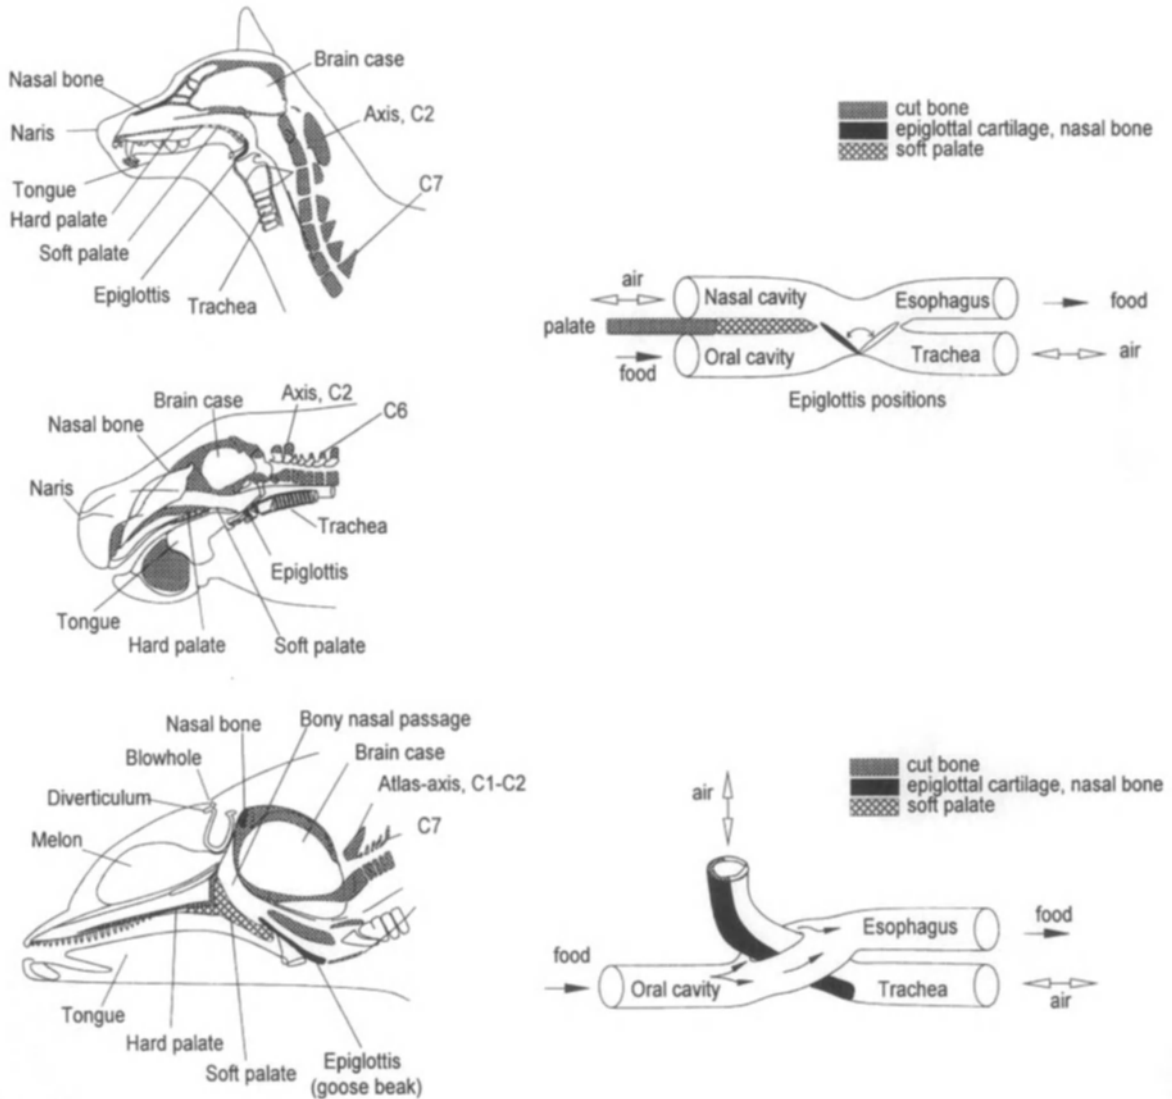 Nasal bone
Brain case
Naris
Axis, C2
Tongue
C7
Hard palate
Soft palate
Epiglottis
Trachea
cut bone
epiglottal cartilage, nasal bone
soft palate
air
Nasal cavity
Esophagus
food
palate
Oral cavity
Trachea
air
food
Epiglottis positions
Brain case
Axis, C2
C6
Nasal bone
Naris
Trachea
Epiglottis
Tongue
Hard palate
Soft palate
Nasal bone
Bony nasal passage
Blowhole
Brain case
Diverticulum
Atlas-axis, C1-C2
Melon
C7
Tongue
Hard palate
Soft palate
Epiglottis
(goose beak)
cut bone
epiglottal cartilage, nasal bone
soft palate
air
Esophagus
food
food
Oral cavity
Trachea
air